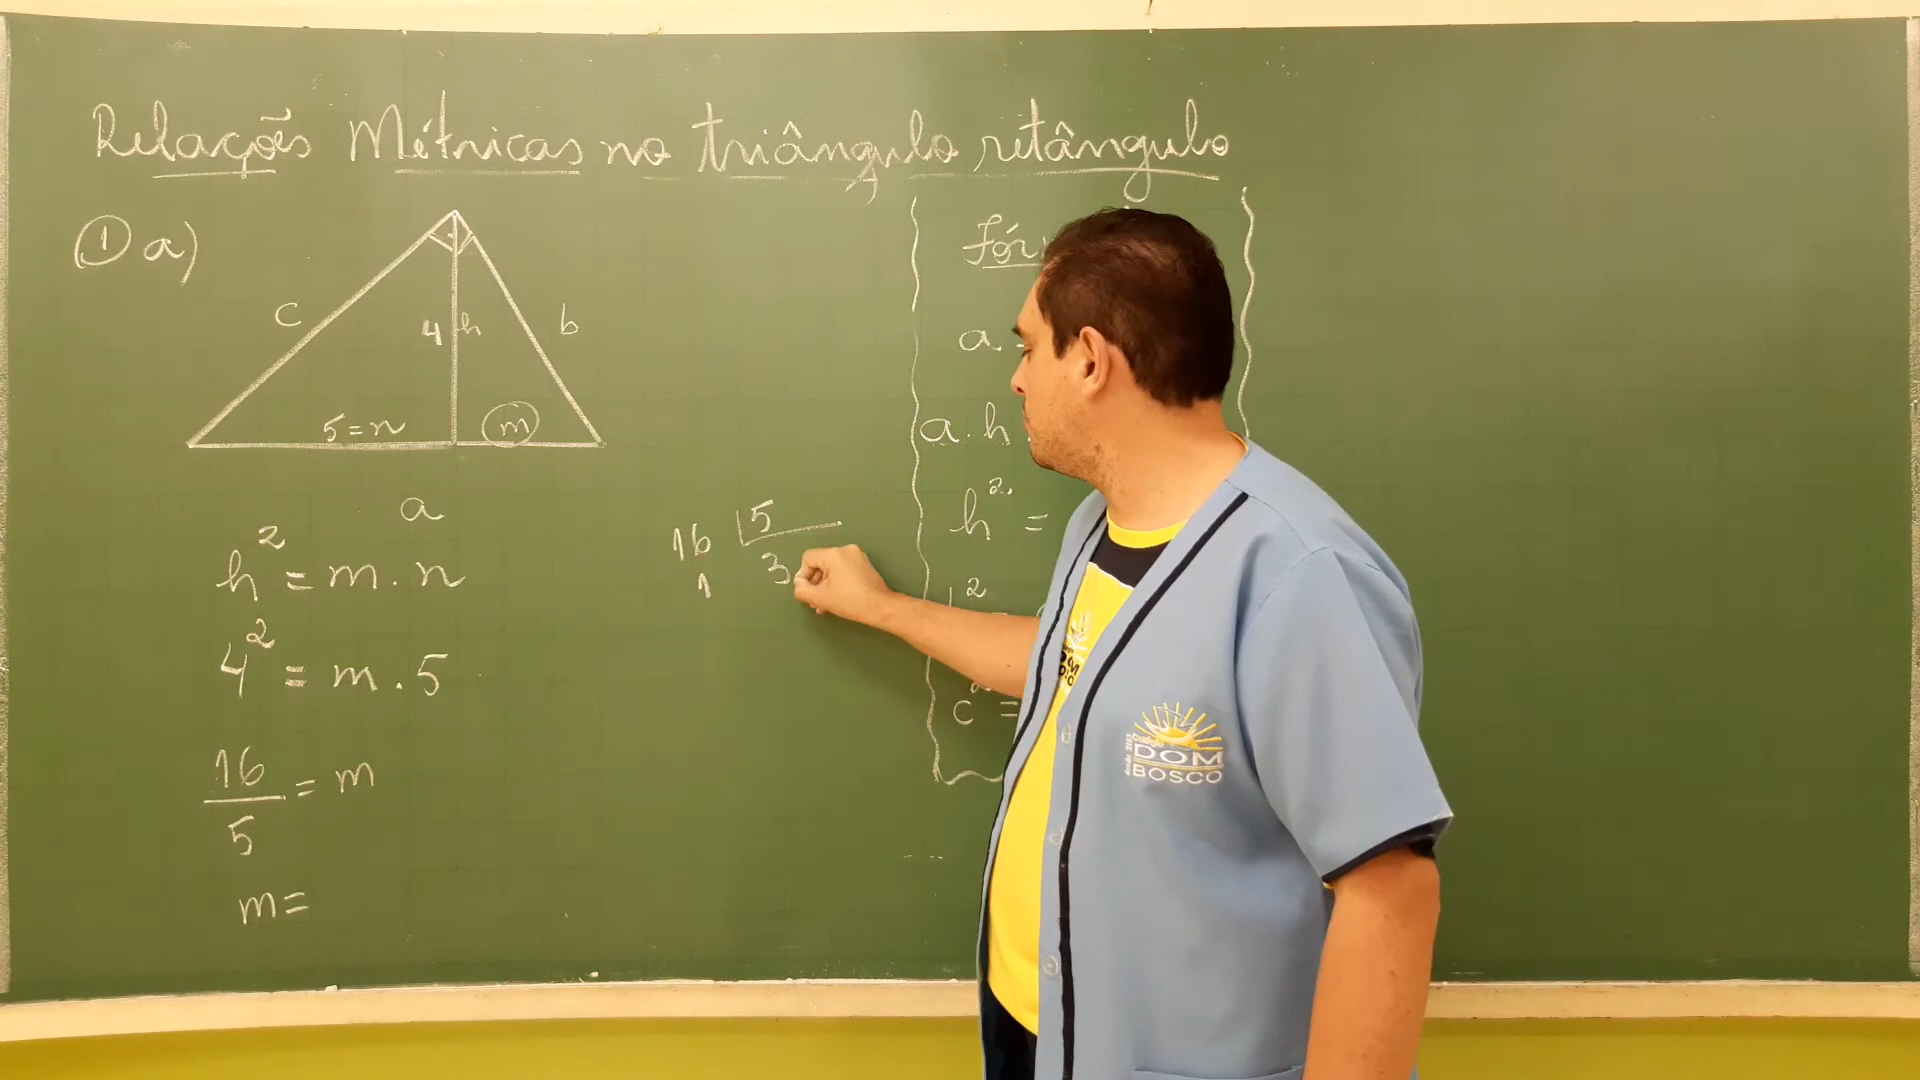 Relações Métricas no triângulo retângulo
① a)
c
4 h
b
5=n
m
a
h² = m . n
4² = m . 5
16/5 = m
m=
16 5
1 3
a
a.h
h² =
c² =
DOM
BOSCO